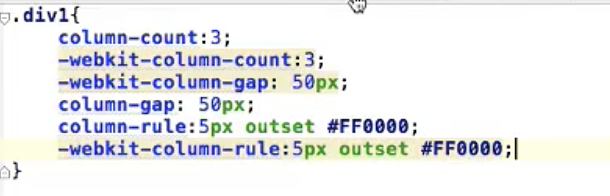 .div1{
column-count:3;
-webkit-column-count:3;
-webkit-column-gap: 50px;
column-gap: 50px;
column-rule:5px outset #FF0000;
-webkit-column-rule:5px outset #FF0000;
}